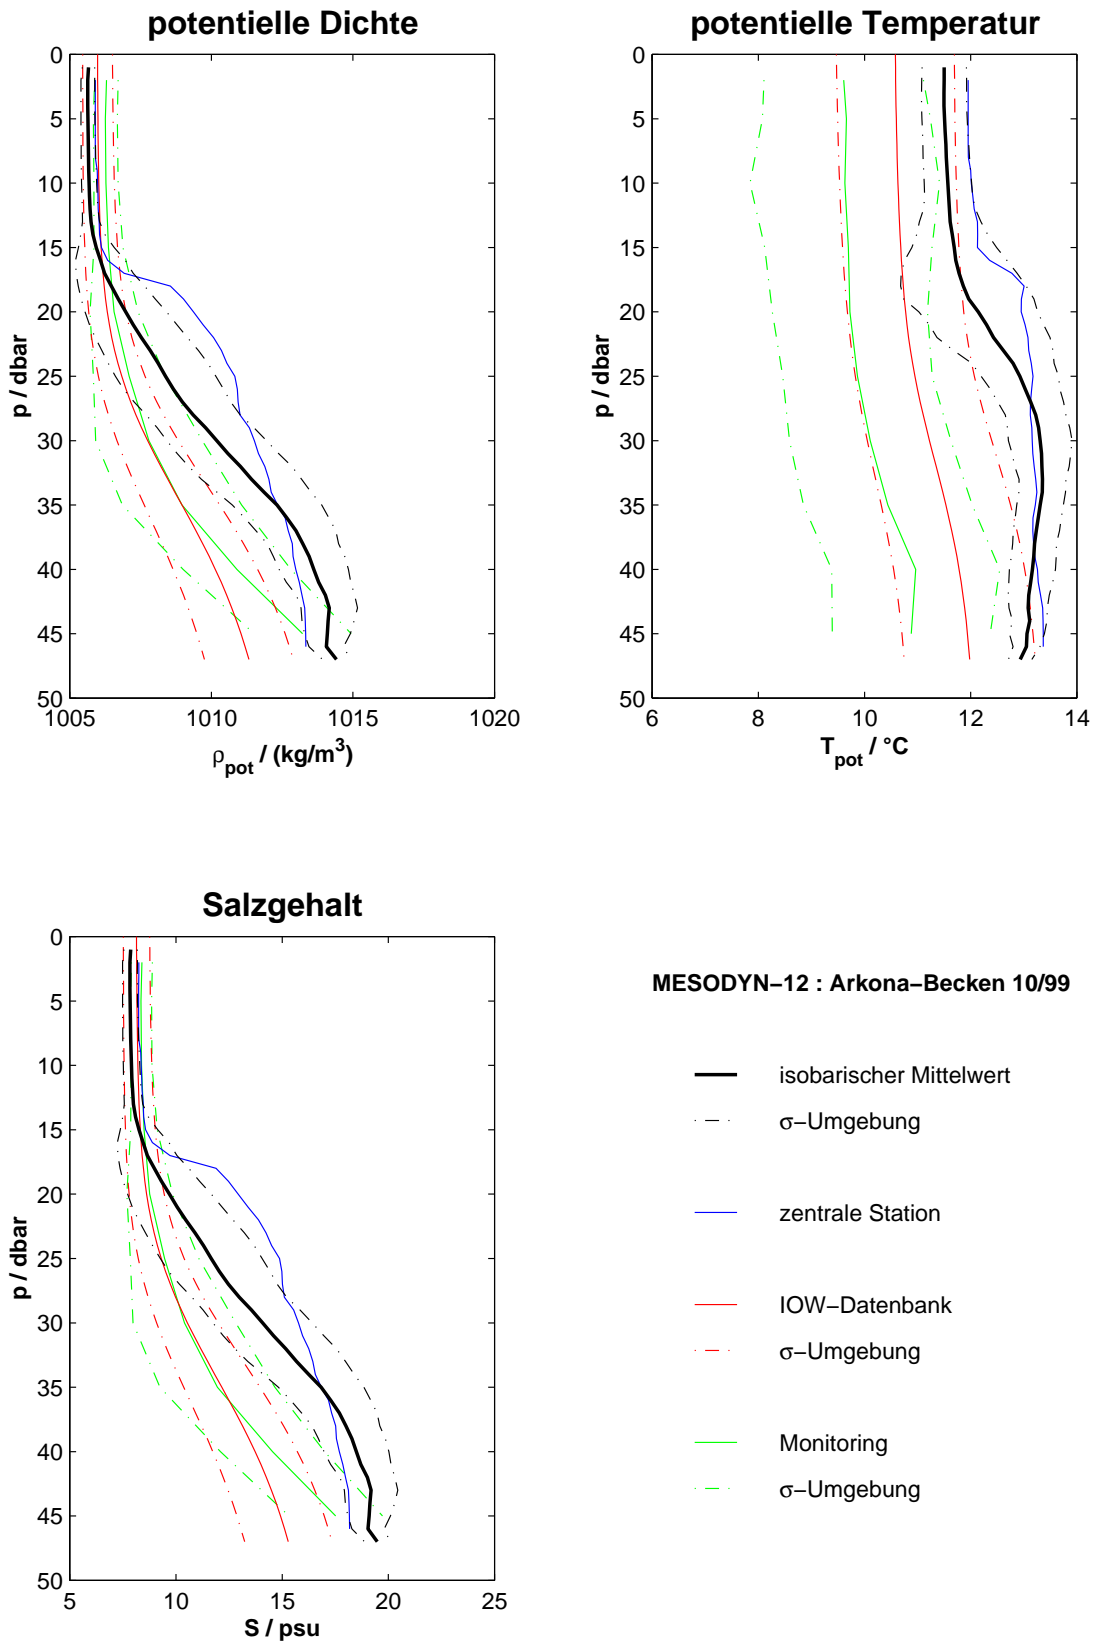 potentielle Dichte
0
5
10
15
20
25
30
35
40
45
50
p / dbar
1005 1010 1015 1020
ρpot / (kg/m³)
potentielle Temperatur
0
5
10
15
20
25
30
35
40
45
50
p / dbar
6 8 10 12 14
Tpot / °C
Salzgehalt
0
5
10
15
20
25
30
35
40
45
50
p / dbar
5 10 15 20 25
S / psu
MESODYN−12 : Arkona−Becken 10/99
isobarischer Mittelwert
σ−Umgebung
zentrale Station
IOW−Datenbank
σ−Umgebung
Monitoring
σ−Umgebung